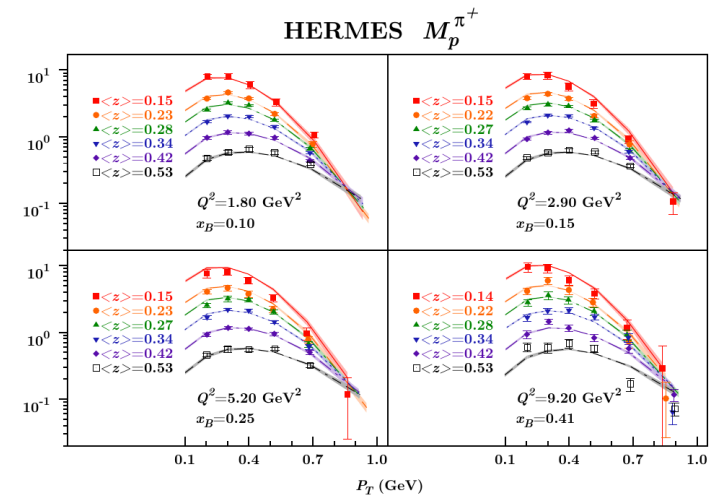 HERMES M_p^{π^+}
10^1
10^0
10^{-1}
<z>=0.15
<z>=0.23
<z>=0.28
<z>=0.34
<z>=0.42
<z>=0.53
Q^2=1.80 GeV^2
x_B=0.10
<z>=0.15
<z>=0.22
<z>=0.27
<z>=0.34
<z>=0.42
<z>=0.53
Q^2=2.90 GeV^2
x_B=0.15
10^1
10^0
10^{-1}
<z>=0.15
<z>=0.23
<z>=0.27
<z>=0.34
<z>=0.42
<z>=0.53
Q^2=5.20 GeV^2
x_B=0.25
<z>=0.14
<z>=0.22
<z>=0.28
<z>=0.34
<z>=0.42
<z>=0.53
Q^2=9.20 GeV^2
x_B=0.41
0.1 0.4 0.7 1.0 0.1 0.4 0.7 1.0
P_T (GeV)